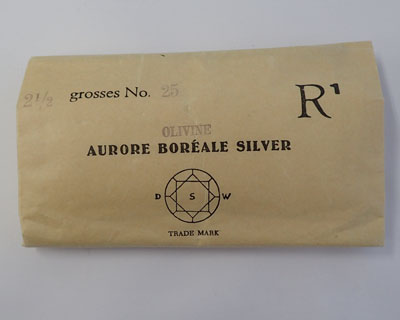 2½ grosses No. 25 R¹
OLIVINE
AURORE BORÉALE SILVER
D S W
TRADE MARK